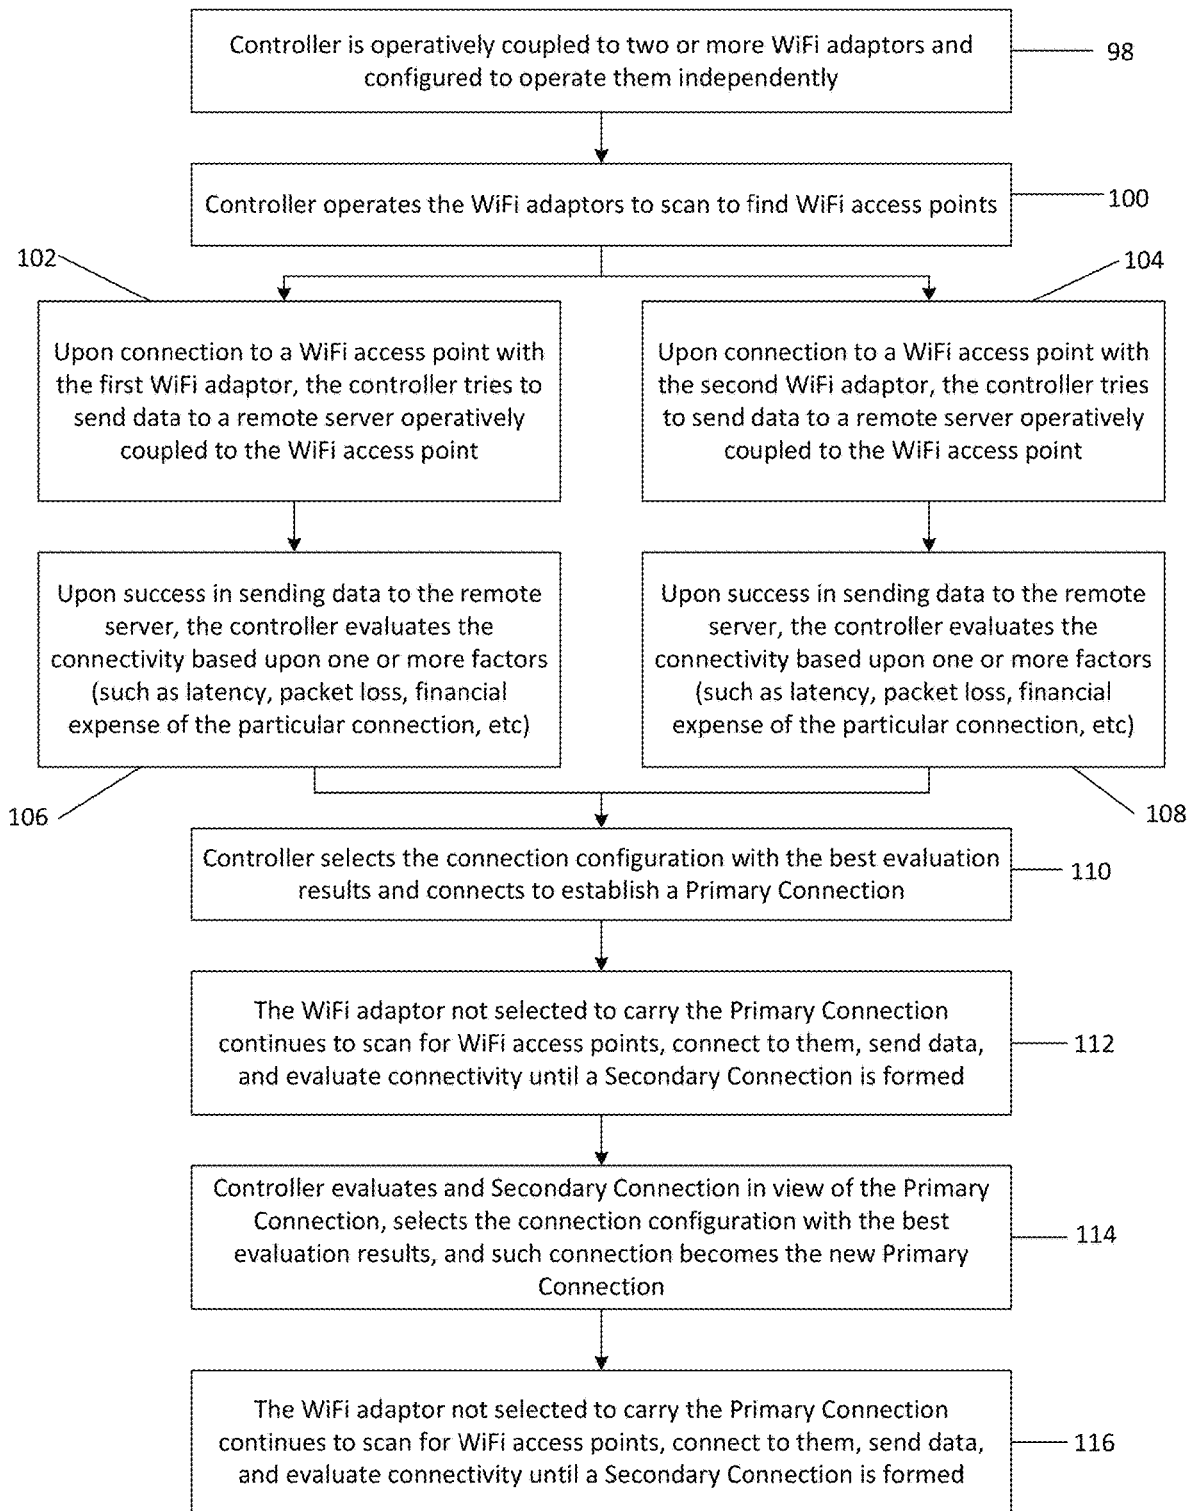 Controller is operatively coupled to two or more WiFi adaptors and
configured to operate them independently
98
Controller operates the WiFi adaptors to scan to find WiFi access points
100
102
104
Upon connection to a WiFi access point with
the first WiFi adaptor, the controller tries to
send data to a remote server operatively
coupled to the WiFi access point
Upon connection to a WiFi access point with
the second WiFi adaptor, the controller tries
to send data to a remote server operatively
coupled to the WiFi access point
Upon success in sending data to the remote
server, the controller evaluates the
connectivity based upon one or more factors
(such as latency, packet loss, financial
expense of the particular connection, etc)
Upon success in sending data to the remote
server, the controller evaluates the
connectivity based upon one or more factors
(such as latency, packet loss, financial
expense of the particular connection, etc)
106
108
Controller selects the connection configuration with the best evaluation
results and connects to establish a Primary Connection
110
The WiFi adaptor not selected to carry the Primary Connection
continues to scan for WiFi access points, connect to them, send data,
and evaluate connectivity until a Secondary Connection is formed
112
Controller evaluates and Secondary Connection in view of the Primary
Connection, selects the connection configuration with the best
evaluation results, and such connection becomes the new Primary
Connection
114
The WiFi adaptor not selected to carry the Primary Connection
continues to scan for WiFi access points, connect to them, send data,
and evaluate connectivity until a Secondary Connection is formed
116